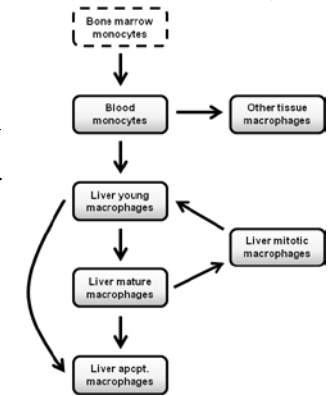 Bone marrow
monocytes
Blood
monocytes
Other tissue
macrophages
Liver young
macrophages
Liver mitotic
macrophages
Liver mature
macrophages
Liver apopt.
macrophages